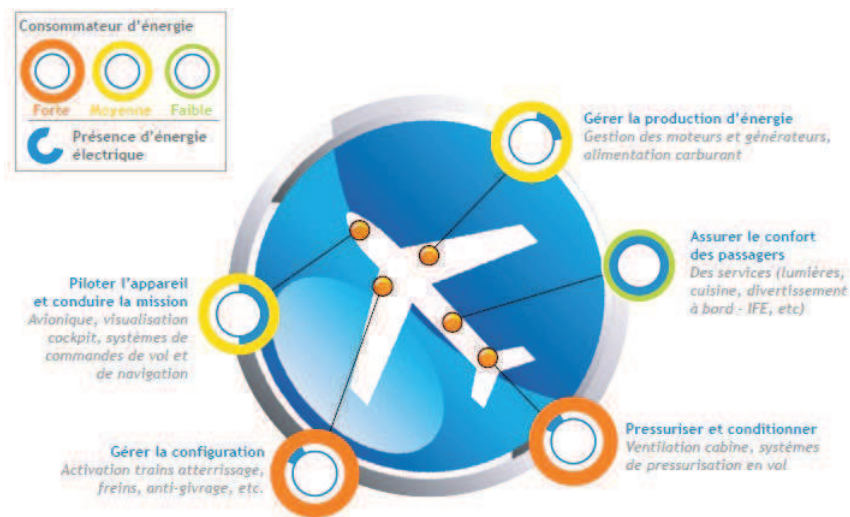 Consommateur d'énergie
Forte
Moyenne
Faible
Présence d'énergie
électrique
Gérer la production d'énergie
Gestion des moteurs et générateurs,
alimentation carburant
Assurer le confort
des passagers
Des services (lumières,
cuisine, divertissement
à bord - IFE, etc)
Piloter l'appareil
et conduire la mission
Avionique, visualisation
cockpit, systèmes de
commandes de vol et
de navigation
Gérer la configuration
Activation trains atterrissage,
freins, anti-givrage, etc.
Pressuriser et conditionner
Ventilation cabine, systèmes
de pressurisation en vol